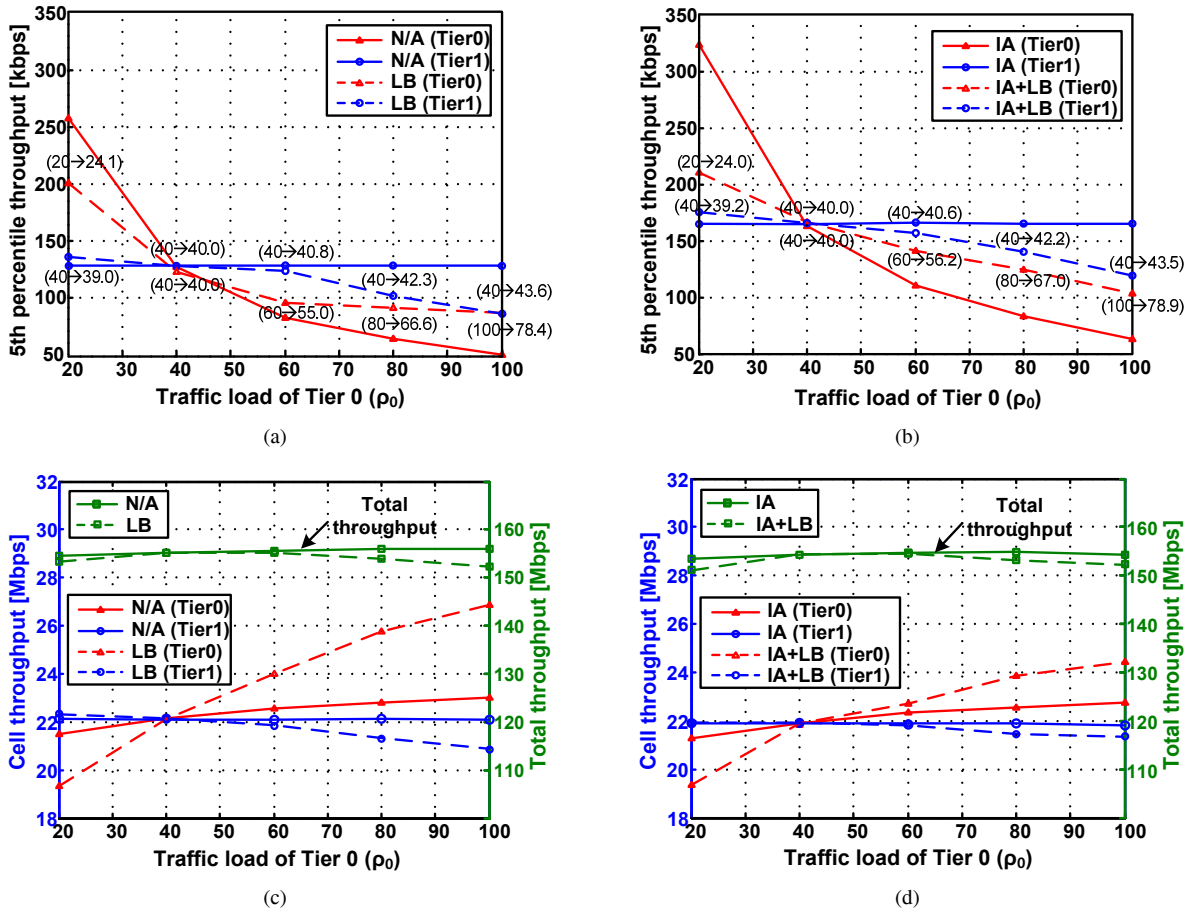 350
300
250
200
150
100
50
5th percentile throughput [kbps]
N/A (Tier0)
N/A (Tier1)
LB (Tier0)
LB (Tier1)
(20→24.1)
(40→39.0)
(40→40.0)
(40→40.0)
(40→40.8)
(60→55.0)
(40→42.3)
(80→66.6)
(40→43.6)
(100→78.4)
20 30 40 50 60 70 80 90 100
Traffic load of Tier 0 (ρ0)
(a)
350
300
250
200
150
100
50
5th percentile throughput [kbps]
IA (Tier0)
IA (Tier1)
IA+LB (Tier0)
IA+LB (Tier1)
(20→24.0)
(40→39.2)
(40→40.0)
(40→40.0)
(40→40.6)
(60→56.2)
(40→42.2)
(80→67.0)
(40→43.5)
(100→78.9)
20 30 40 50 60 70 80 90 100
Traffic load of Tier 0 (ρ0)
(b)
32
30
28
26
24
22
20
18
Cell throughput [Mbps]
N/A
LB
Total
throughput
N/A (Tier0)
N/A (Tier1)
LB (Tier0)
LB (Tier1)
160
150
140
130
120
110
Total throughput [Mbps]
20 30 40 50 60 70 80 90 100
Traffic load of Tier 0 (ρ0)
(c)
32
30
28
26
24
22
20
18
Cell throughput [Mbps]
IA
IA+LB
Total
throughput
IA (Tier0)
IA (Tier1)
IA+LB (Tier0)
IA+LB (Tier1)
160
150
140
130
120
110
Total throughput [Mbps]
20 30 40 50 60 70 80 90 100
Traffic load of Tier 0 (ρ0)
(d)